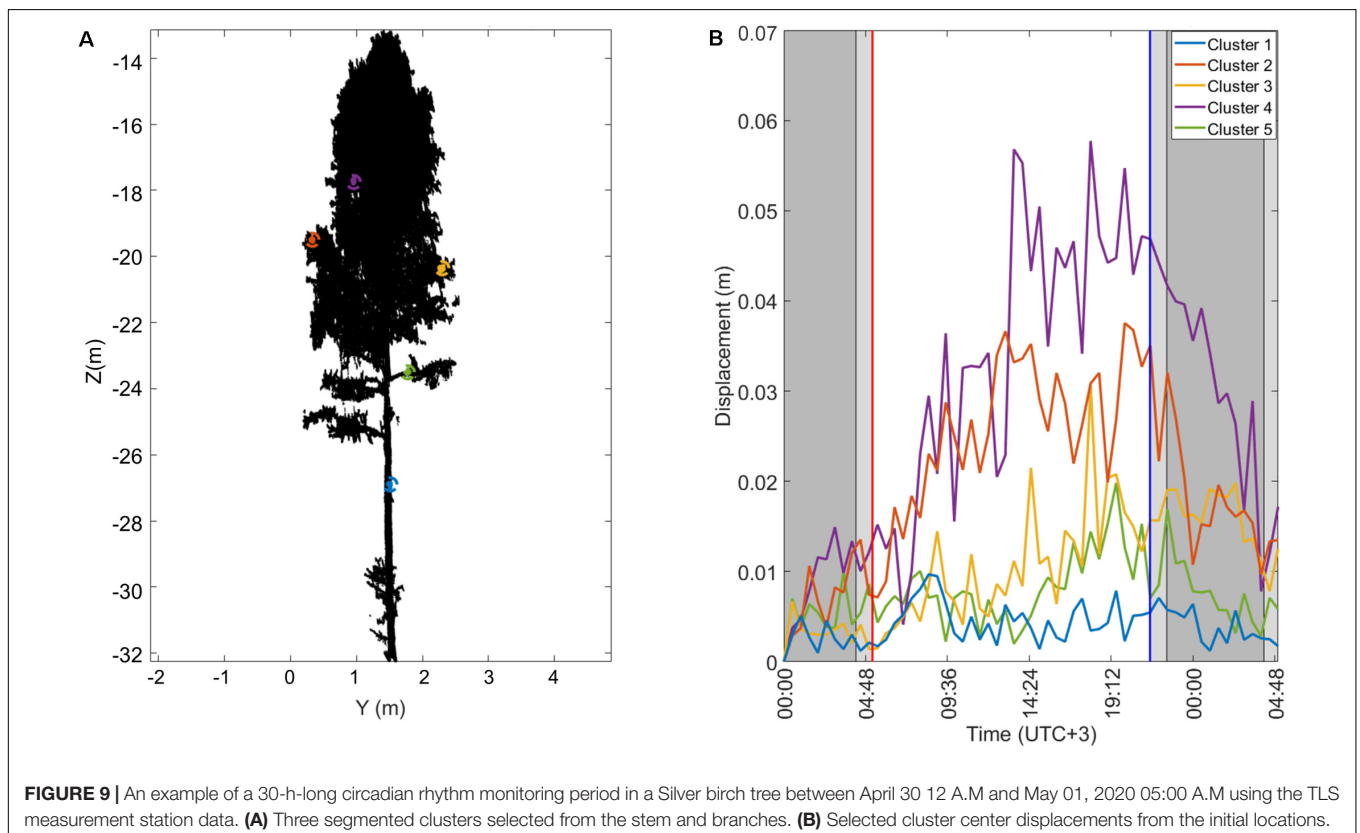 A
-14
-16
-18
-20
-22
-24
-26
-28
-30
-32
Z(m)
-2 -1 0 1 2 3 4
Y (m)
B
0.07
0.06
0.05
0.04
0.03
0.02
0.01
0
Displacement (m)
Cluster 1
Cluster 2
Cluster 3
Cluster 4
Cluster 5
00:00 04:48 09:36 14:24 19:12 00:00 04:48
Time (UTC+3)
FIGURE 9 | An example of a 30-h-long circadian rhythm monitoring period in a Silver birch tree between April 30 12 A.M and May 01, 2020 05:00 A.M using the TLS
measurement station data. (A) Three segmented clusters selected from the stem and branches. (B) Selected cluster center displacements from the initial locations.